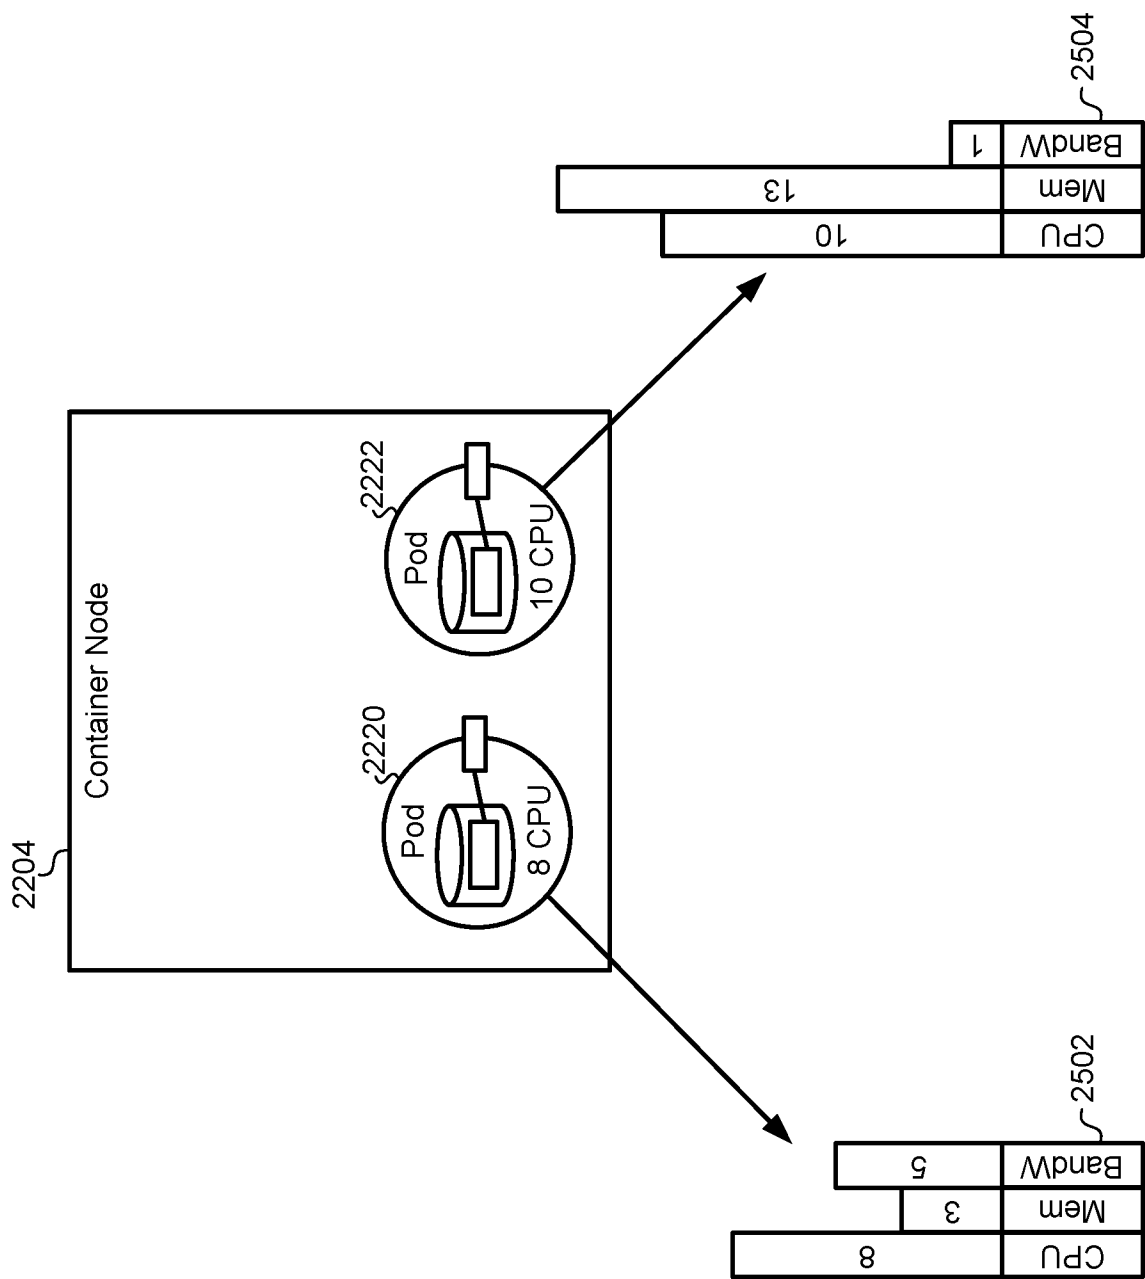 2204
Container Node
2220
Pod
8 CPU
2222
Pod
10 CPU
8
3
5
CPU
Mem
BandW
2502
10
13
1
CPU
Mem
BandW
2504